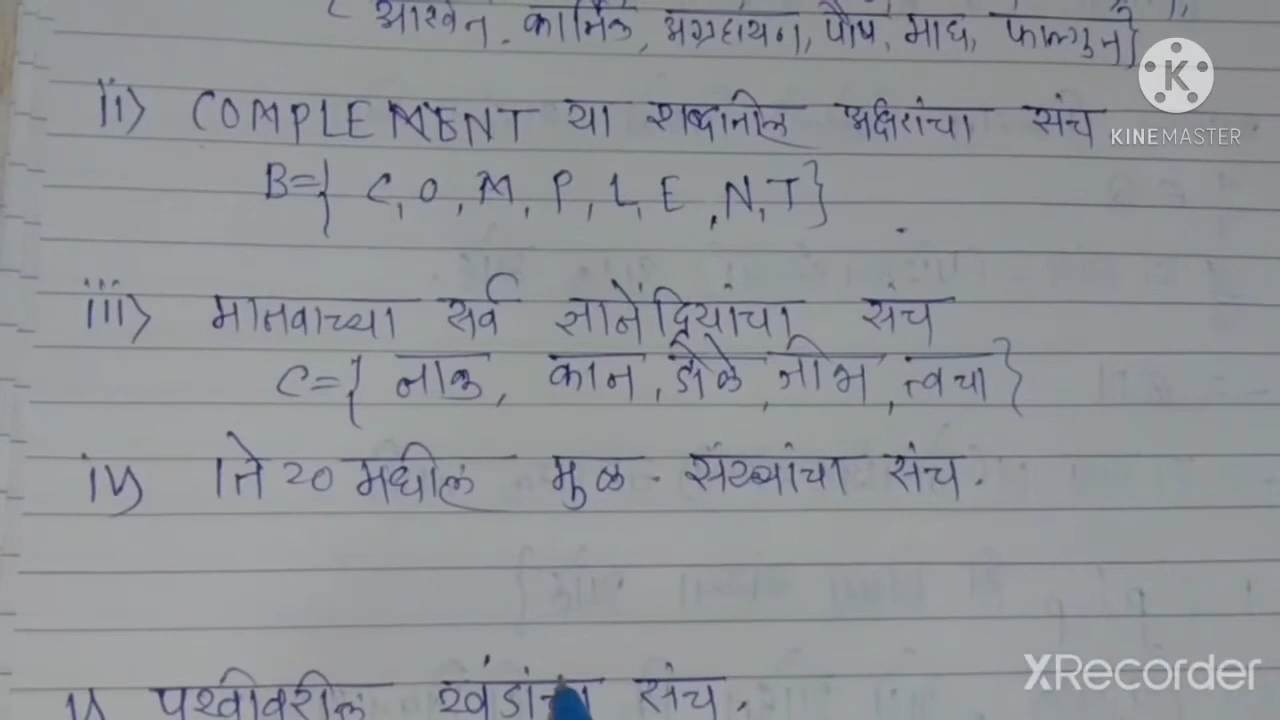 { आश्वन, कार्तिक, अग्रहायण, पौष, माघ, फाल्गुन}
ii) COMPLEMENT या शब्दातील अक्षरांचा संच
B={ C, O, M, P, L, E, N, T}
iii) मानवाच्या सर्व ज्ञानेंद्रियांचा संच
C={ नाक, कान, डोळे, जीभ, त्वचा}
iv) 1 ते 20 मधील मुळ संख्यांचा संच.
v) पृथ्वीवरील खंडांचा संच.
K
KINEMASTER
XRecorder